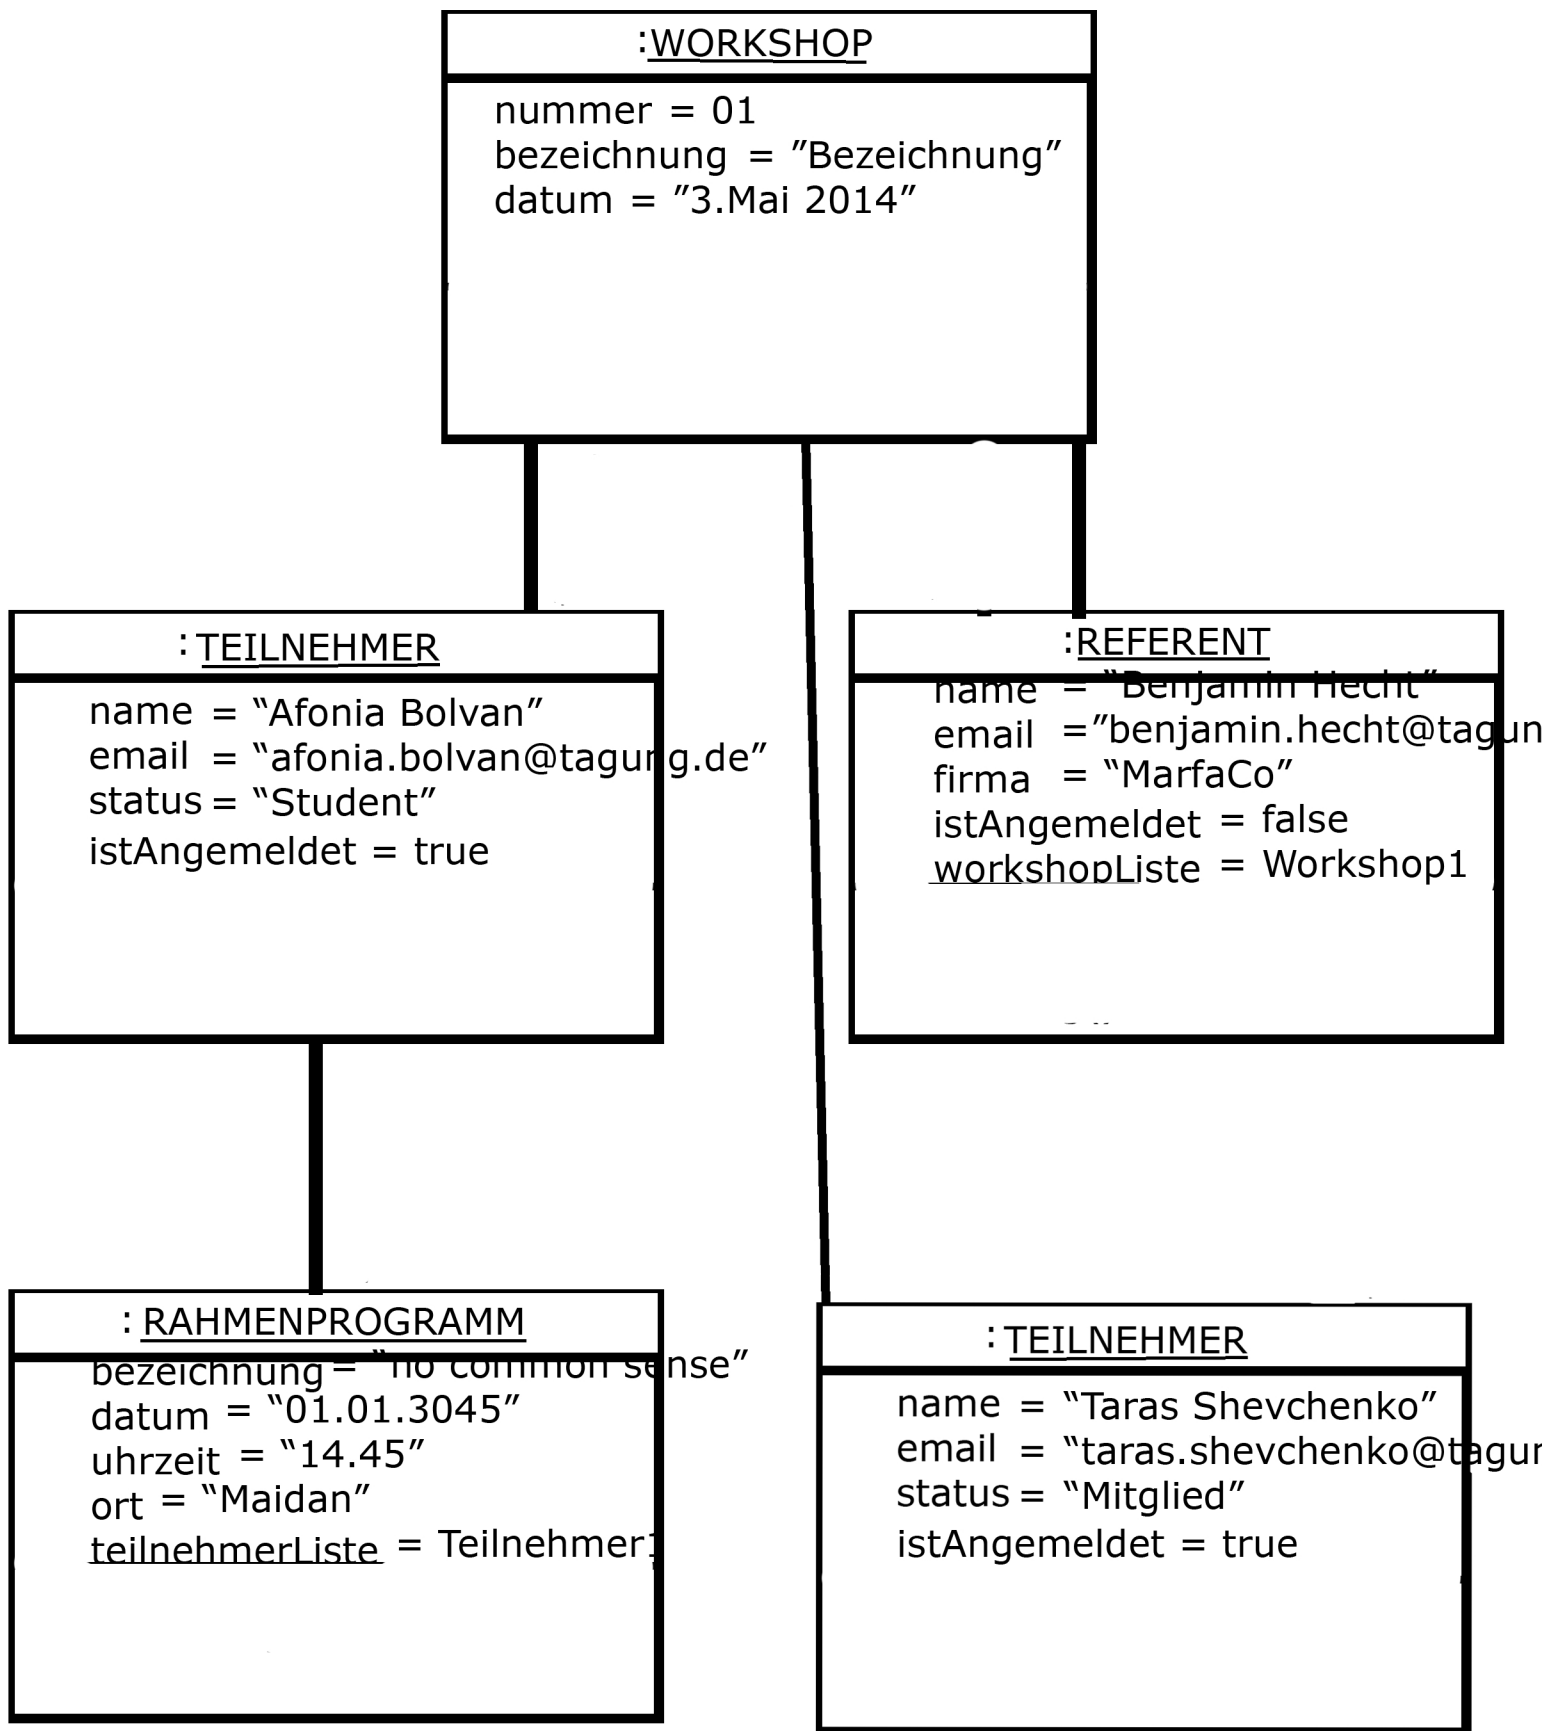 :WORKSHOP
nummer = 01
bezeichnung = ”Bezeichnung”
datum = ”3.Mai 2014”
: TEILNEHMER
name = “Afonia Bolvan”
email = “afonia.bolvan@tagung.de”
status = “Student”
istAngemeldet = true
:REFERENT
name = “Benjamin Hecht”
email =”benjamin.hecht@tagun
firma = “MarfaCo”
istAngemeldet = false
workshopListe = Workshop1
: RAHMENPROGRAMM
bezeichnung = “no common sense”
datum = “01.01.3045”
uhrzeit = “14.45”
ort = “Maidan”
teilnehmerListe = Teilnehmer1
: TEILNEHMER
name = “Taras Shevchenko”
email = “taras.shevchenko@tagun
status = “Mitglied”
istAngemeldet = true